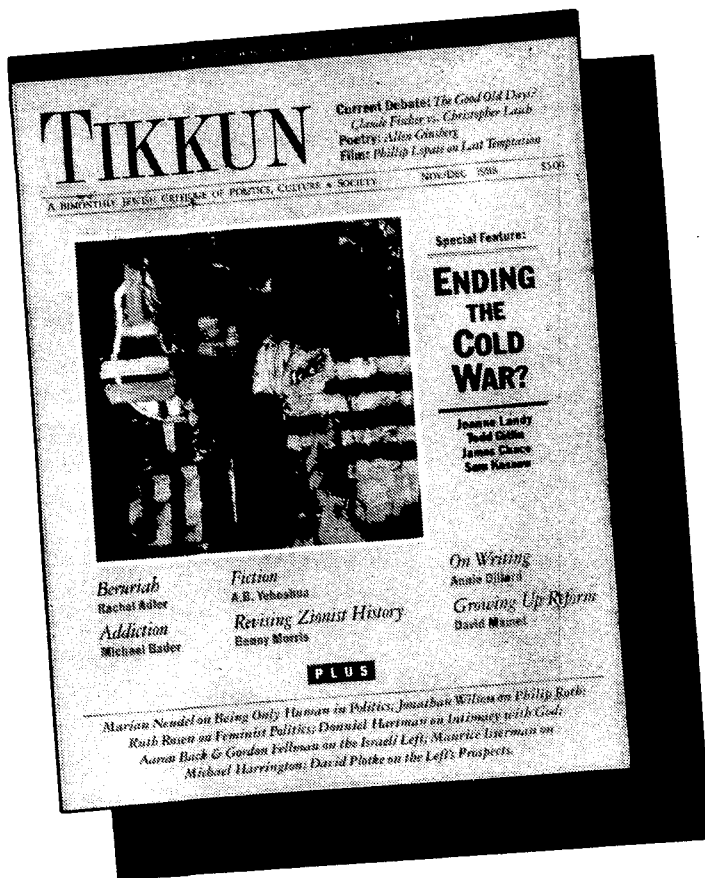 TIKKUN
Current Debate: The Good Old Days?
Claude Fischer vs. Christopher Lasch
Poetry: Allen Ginsberg
Film: Phillip Lopate on Last Temptation
A BIMONTHLY JEWISH CRITIQUE OF POLITICS, CULTURE & SOCIETY
NOV/DEC 1988 $5.00
Special Feature:
ENDING
THE
COLD
WAR?
Joanne Landy
Todd Gitlin
James Chace
Sam Kassow
Beruriah
Rachel Adler
Addiction
Michael Bader
Fiction
A.B. Yehoshua
Revising Zionist History
Benny Morris
On Writing
Annie Dillard
Growing Up Reform
David Mamet
PLUS
Marian Neudel on Being Only Human in Politics; Jonathan Wilson on Philip Roth;
Ruth Rosen on Feminist Politics; Donniel Hartman on Intimacy with God;
Aaron Back & Gordon Fellman on the Israeli Left; Maurice Isserman on
Michael Harrington; David Plotke on the Left's Prospects.